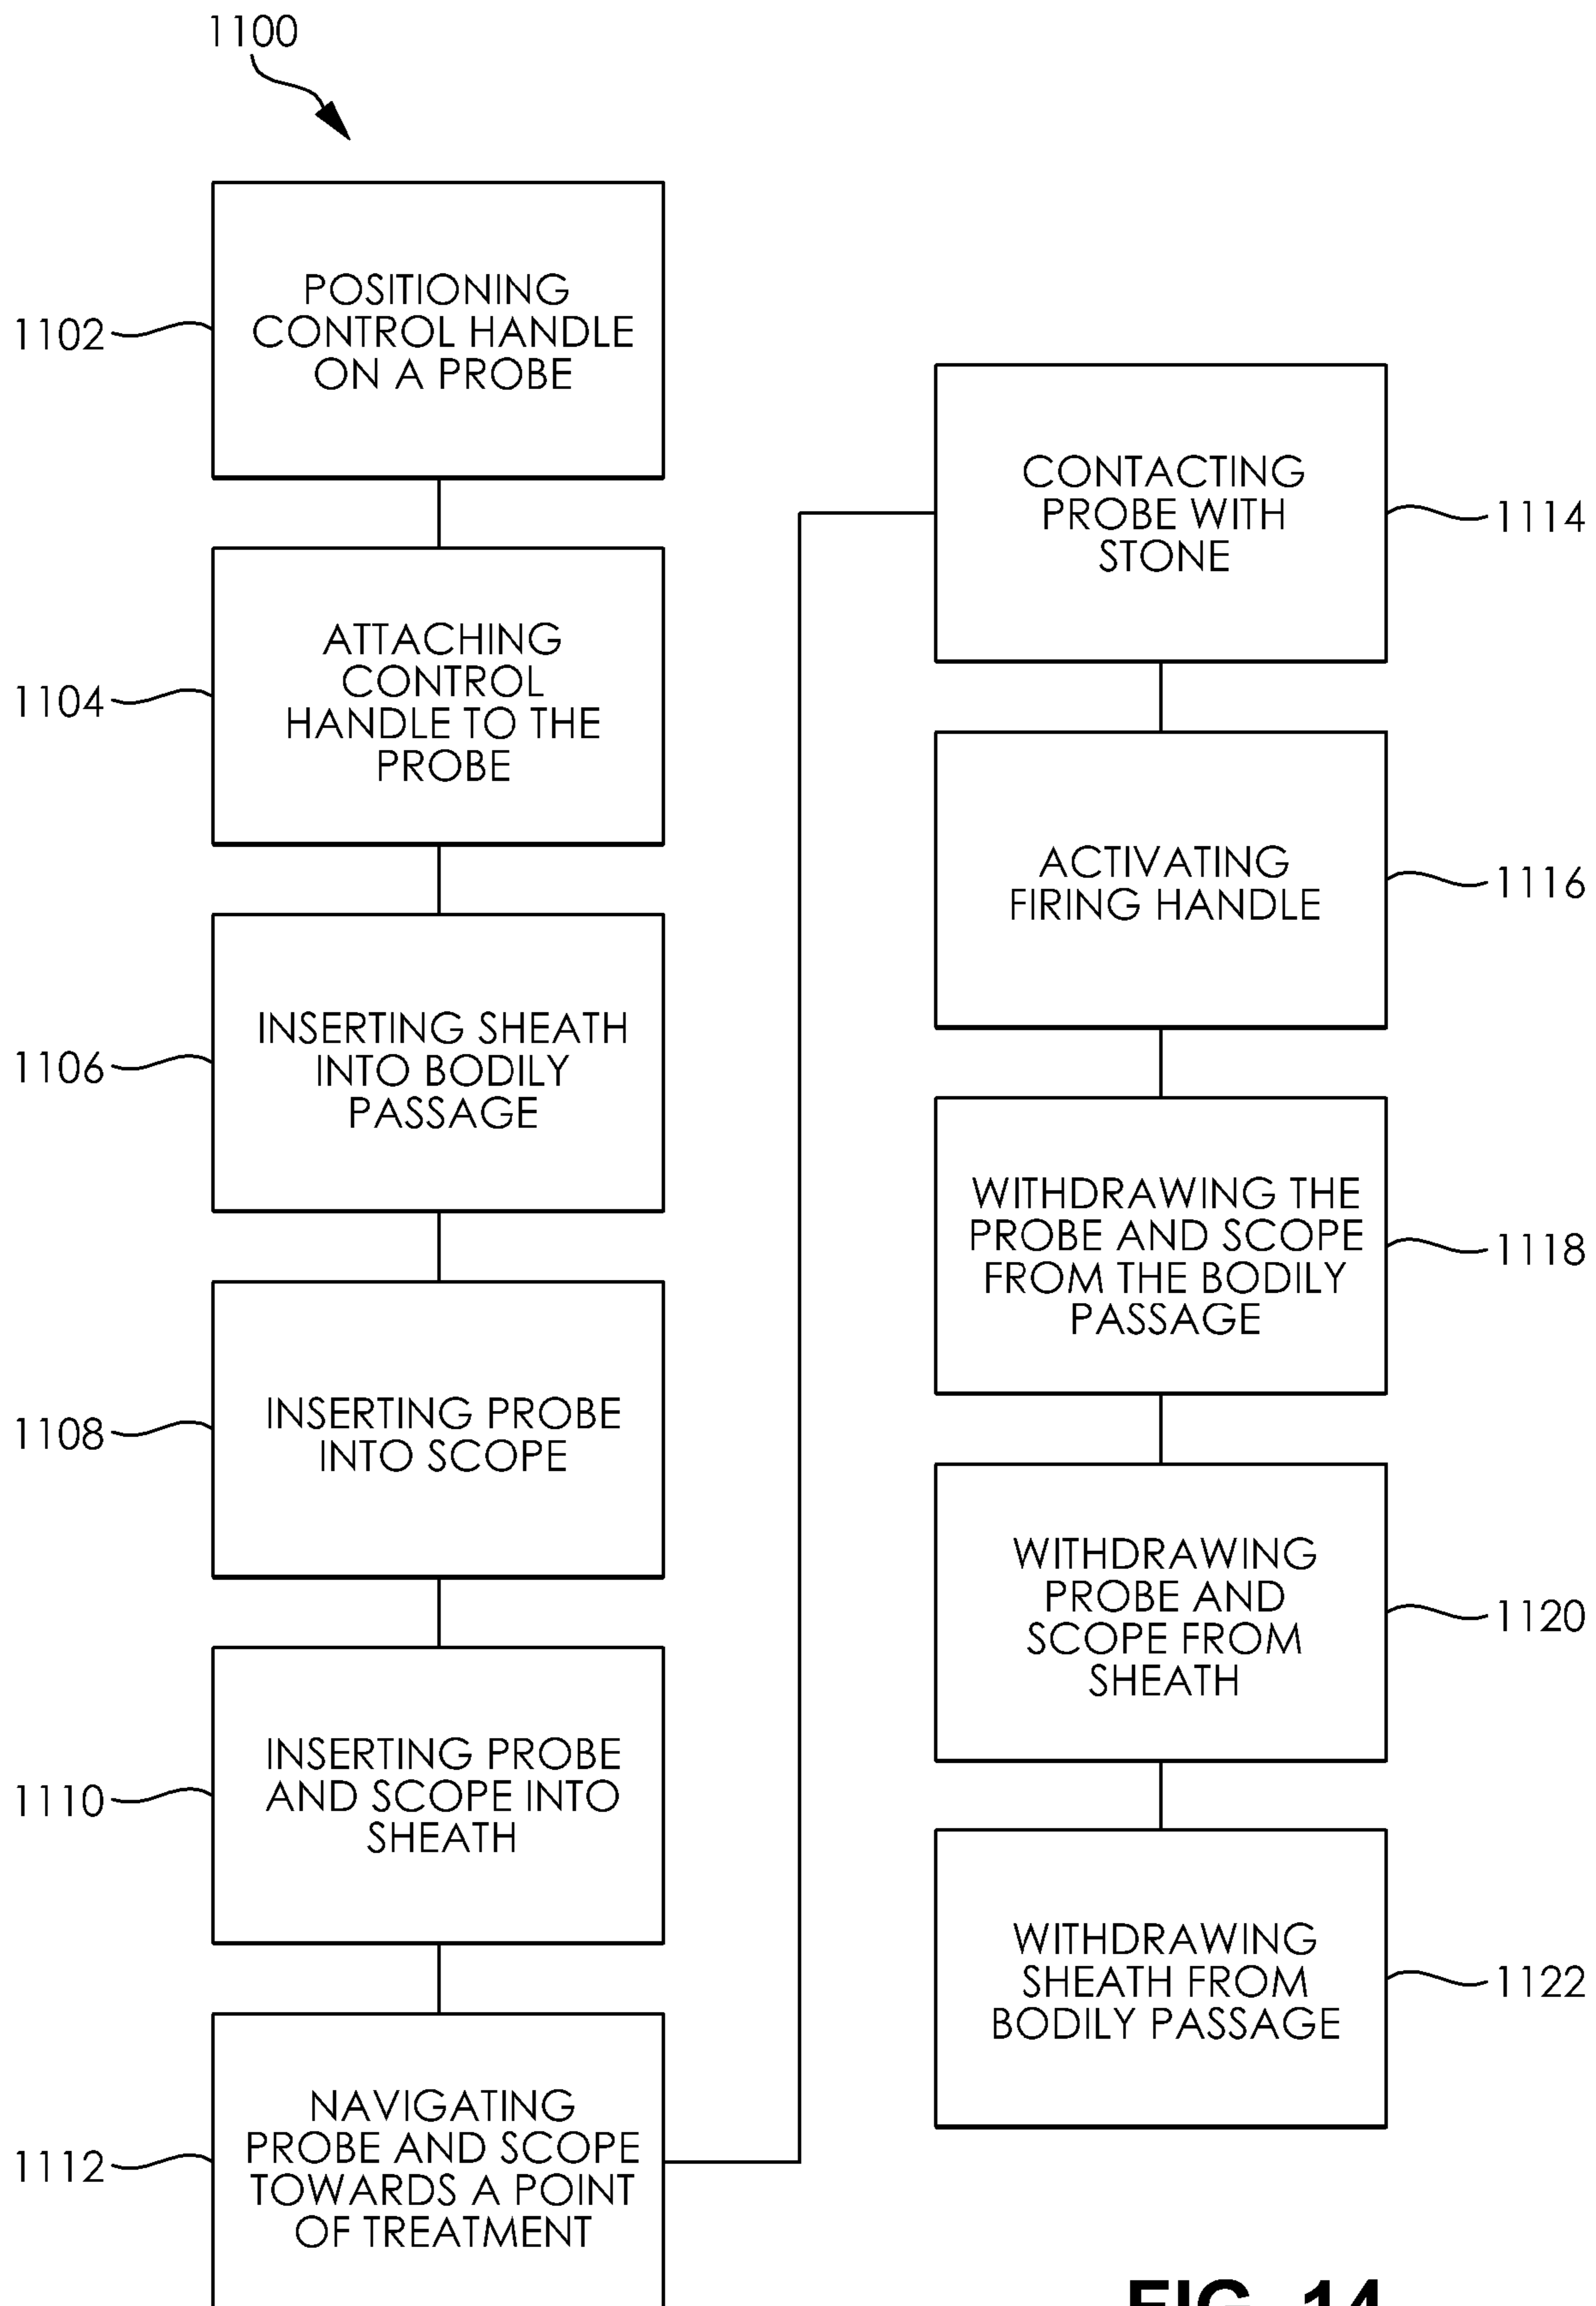 1100
1102
POSITIONING
CONTROL HANDLE
ON A PROBE
1104
ATTACHING
CONTROL
HANDLE TO THE
PROBE
1106
INSERTING SHEATH
INTO BODILY
PASSAGE
1108
INSERTING PROBE
INTO SCOPE
1110
INSERTING PROBE
AND SCOPE INTO
SHEATH
1112
NAVIGATING
PROBE AND SCOPE
TOWARDS A POINT
OF TREATMENT
CONTACTING
PROBE WITH
STONE
1114
ACTIVATING
FIRING HANDLE
1116
WITHDRAWING THE
PROBE AND SCOPE
FROM THE BODILY
PASSAGE
1118
WITHDRAWING
PROBE AND
SCOPE FROM
SHEATH
1120
WITHDRAWING
SHEATH FROM
BODILY PASSAGE
1122
FIG. 14